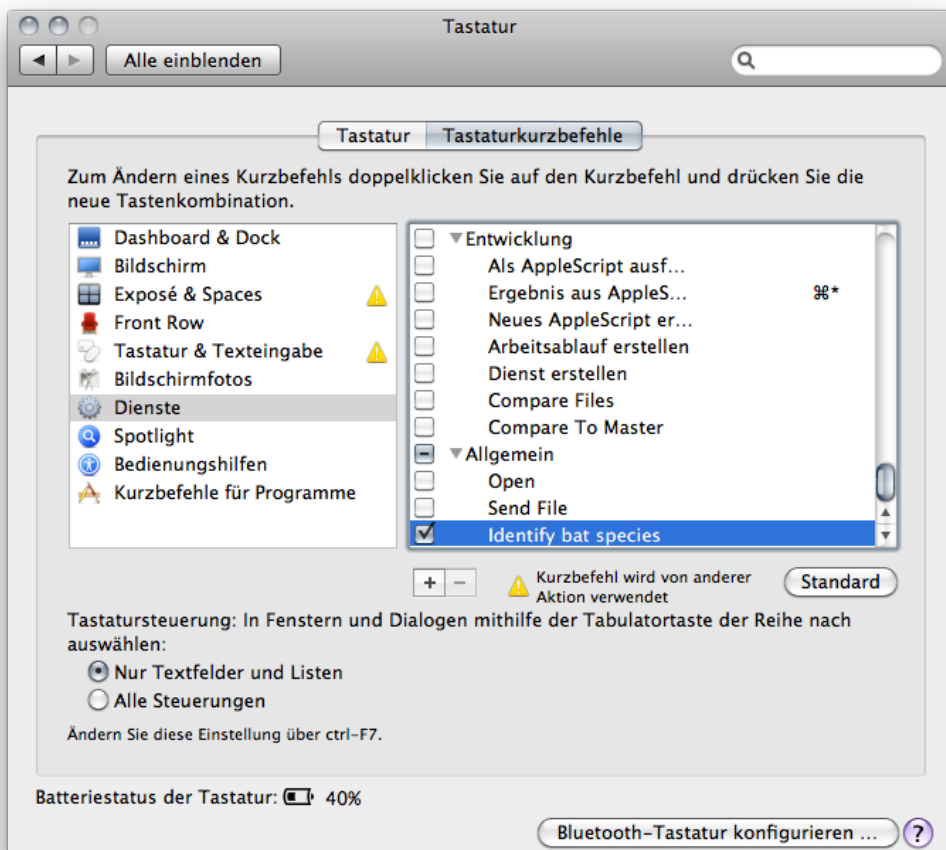 Tastatur
Alle einblenden
Tastatur Tastaturkurzbefehle
Zum Ändern eines Kurzbefehls doppelklicken Sie auf den Kurzbefehl und drücken Sie die
neue Tastenkombination.
Dashboard & Dock
Bildschirm
Exposé & Spaces
Front Row
Tastatur & Texteingabe
Bildschirmfotos
Dienste
Spotlight
Bedienungshilfen
Kurzbefehle für Programme
Entwicklung
Als AppleScript ausf...
Ergebnis aus AppleS... ⌘*
Neues AppleScript er...
Arbeitsablauf erstellen
Dienst erstellen
Compare Files
Compare To Master
Allgemein
Open
Send File
Identify bat species
+ −
Kurzbefehl wird von anderer
Aktion verwendet
Standard
Tastatursteuerung: In Fenstern und Dialogen mithilfe der Tabulatortaste der Reihe nach
auswählen:
Nur Textfelder und Listen
Alle Steuerungen
Ändern Sie diese Einstellung über ctrl-F7.
Batteriestatus der Tastatur: 40%
Bluetooth-Tastatur konfigurieren ... ?